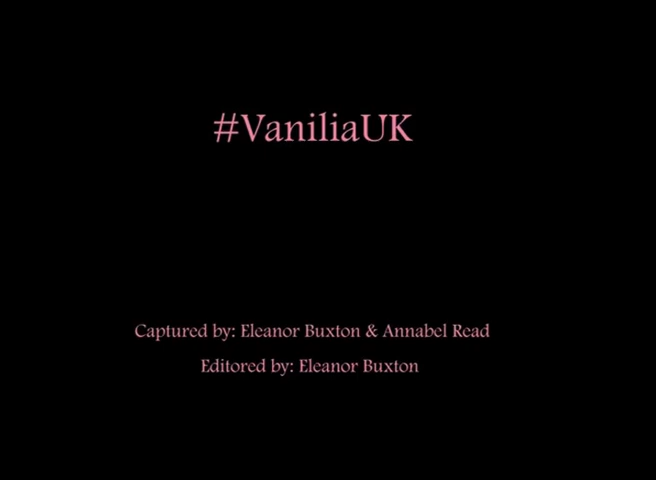 #VaniliaUK
Captured by: Eleanor Buxton & Annabel Read
Editored by: Eleanor Buxton